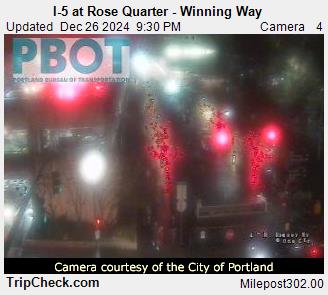 I-5 at Rose Quarter - Winning Way
Updated Dec 26 2024 9:30 PM Camera 4
PBOT
PORTLAND BUREAU OF TRANSPORTATION
Camera courtesy of the City of Portland
TripCheck.com Milepost302.00